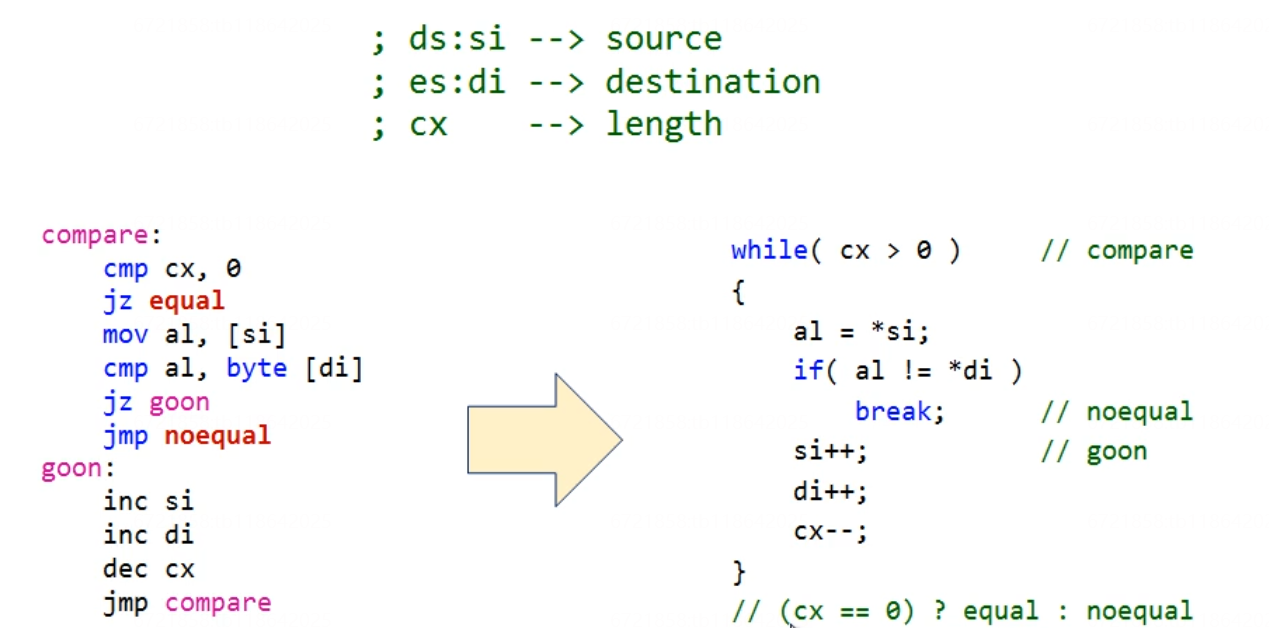 ; ds:si --> source
; es:di --> destination
; cx    --> length
compare:
    cmp cx, 0
    jz equal
    mov al, [si]
    cmp al, byte [di]
    jz goon
    jmp noequal
goon:
    inc si
    inc di
    dec cx
    jmp compare
while( cx > 0 )     // compare
{
    al = *si;
    if( al != *di )
        break;      // noequal
    si++;           // goon
    di++;
    cx--;
}
// (cx == 0) ? equal : noequal